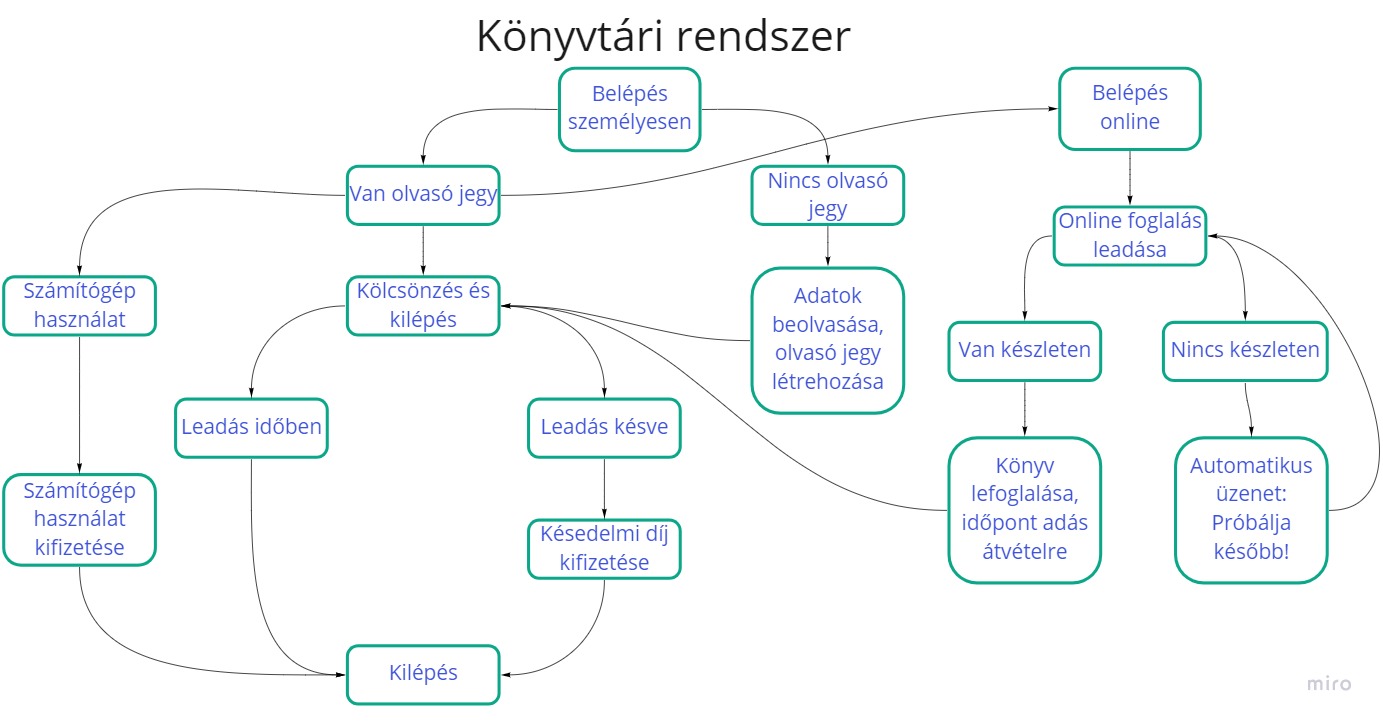 Könyvtári rendszer
Belépés
személyesen
Belépés
online
Van olvasó jegy
Nincs olvasó
jegy
Online foglalás
leadása
Számítógép
használat
Kölcsönzés és
kilépés
Adatok
beolvasása,
olvasó jegy
létrehozása
Van készleten
Nincs készleten
Leadás időben
Leadás késve
Számítógép
használat
kifizetése
Késedelmi díj
kifizetése
Könyv
lefoglalása,
időpont adás
átvételre
Automatikus
üzenet:
Próbálja
később!
Kilépés
miro